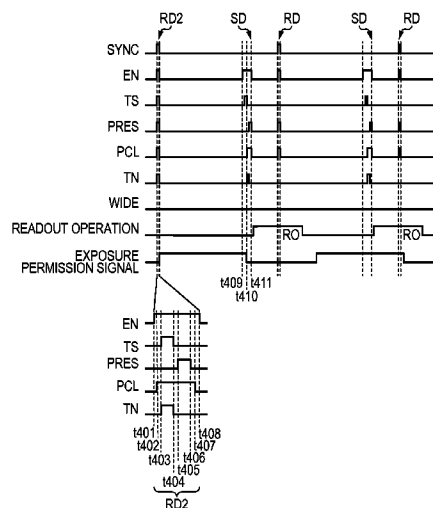 RD2 SD RD SD RD
SYNC
EN
TS
PRES
PCL
TN
WIDE
READOUT OPERATION RO RO
EXPOSURE
PERMISSION SIGNAL
t409 t411
t410
EN
TS
PRES
PCL
TN
t401 t408
t402 t407
t403 t406
t405
t404
RD2